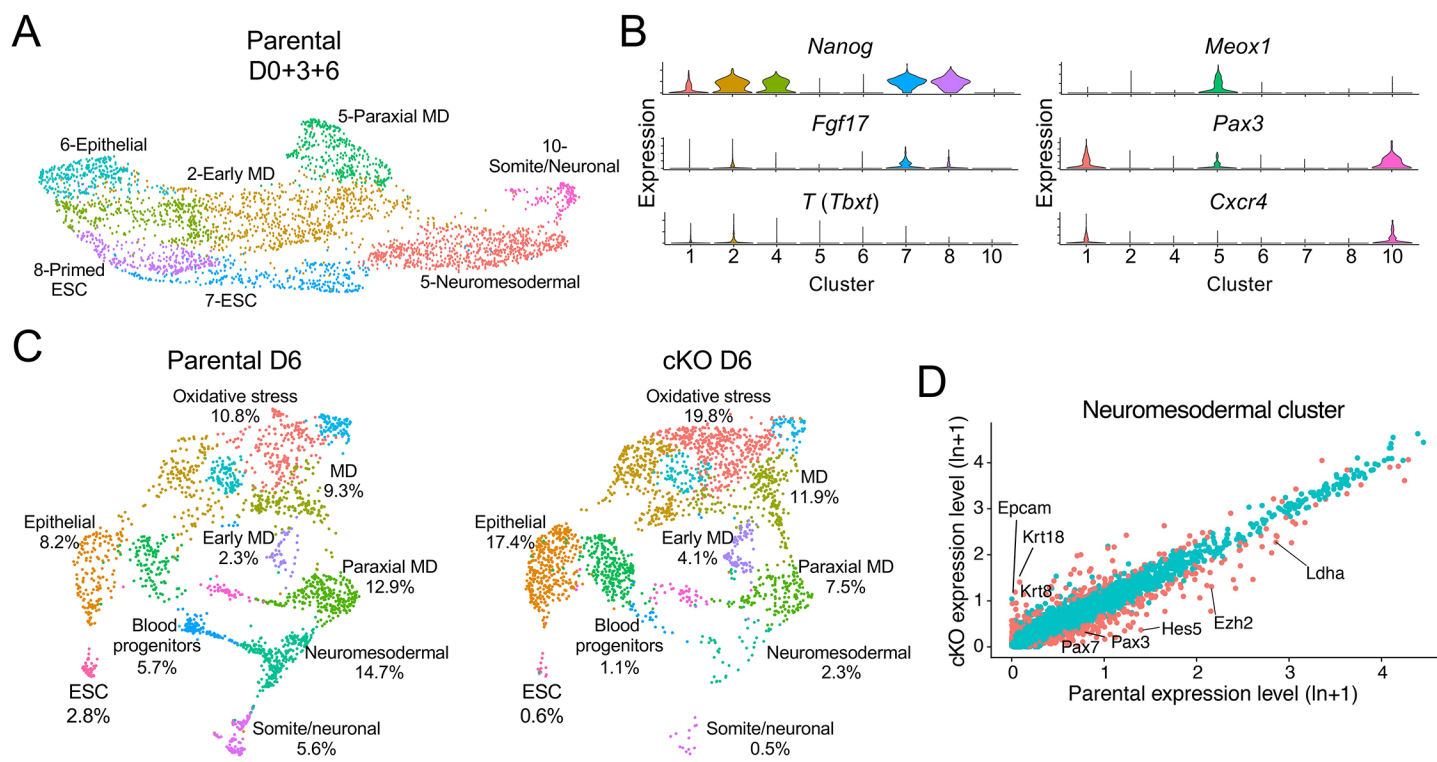 A
Parental
D0+3+6
5-Paraxial MD
6-Epithelial
10-
Somite/Neuronal
2-Early MD
8-Primed
ESC
7-ESC
5-Neuromesodermal
B
Nanog
Meox1
Fgf17
Pax3
T (Tbxt)
Cxcr4
Expression
Expression
1 2 4 5 6 7 8 10
1 2 4 5 6 7 8 10
Cluster
Cluster
C
Parental D6
Oxidative stress
10.8%
MD
9.3%
Epithelial
8.2%
Early MD
2.3%
Paraxial MD
12.9%
Blood
progenitors
5.7%
Neuromesodermal
14.7%
ESC
2.8%
Somite/neuronal
5.6%
cKO D6
Oxidative stress
19.8%
MD
11.9%
Epithelial
17.4%
Early MD
4.1%
Paraxial MD
7.5%
Blood
progenitors
1.1%
Neuromesodermal
2.3%
ESC
0.6%
Somite/neuronal
0.5%
D
Neuromesodermal cluster
cKO expression level (ln+1)
4
3
2
1
0
Epcam
Krt18
Krt8
Ldha
Ezh2
Hes5
Pax3
Pax7
0 1 2 3 4
Parental expression level (ln+1)